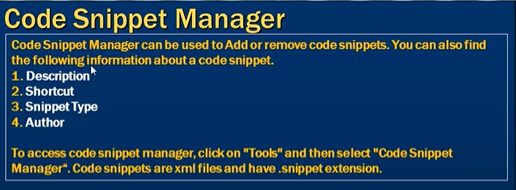 Code Snippet Manager
Code Snippet Manager can be used to Add or remove code snippets. You can also find
the following information about a code snippet.
1. Description
2. Shortcut
3. Snippet Type
4. Author
To access code snippet manager, click on "Tools" and then select "Code Snippet
Manager". Code snippets are xml files and have .snippet extension.